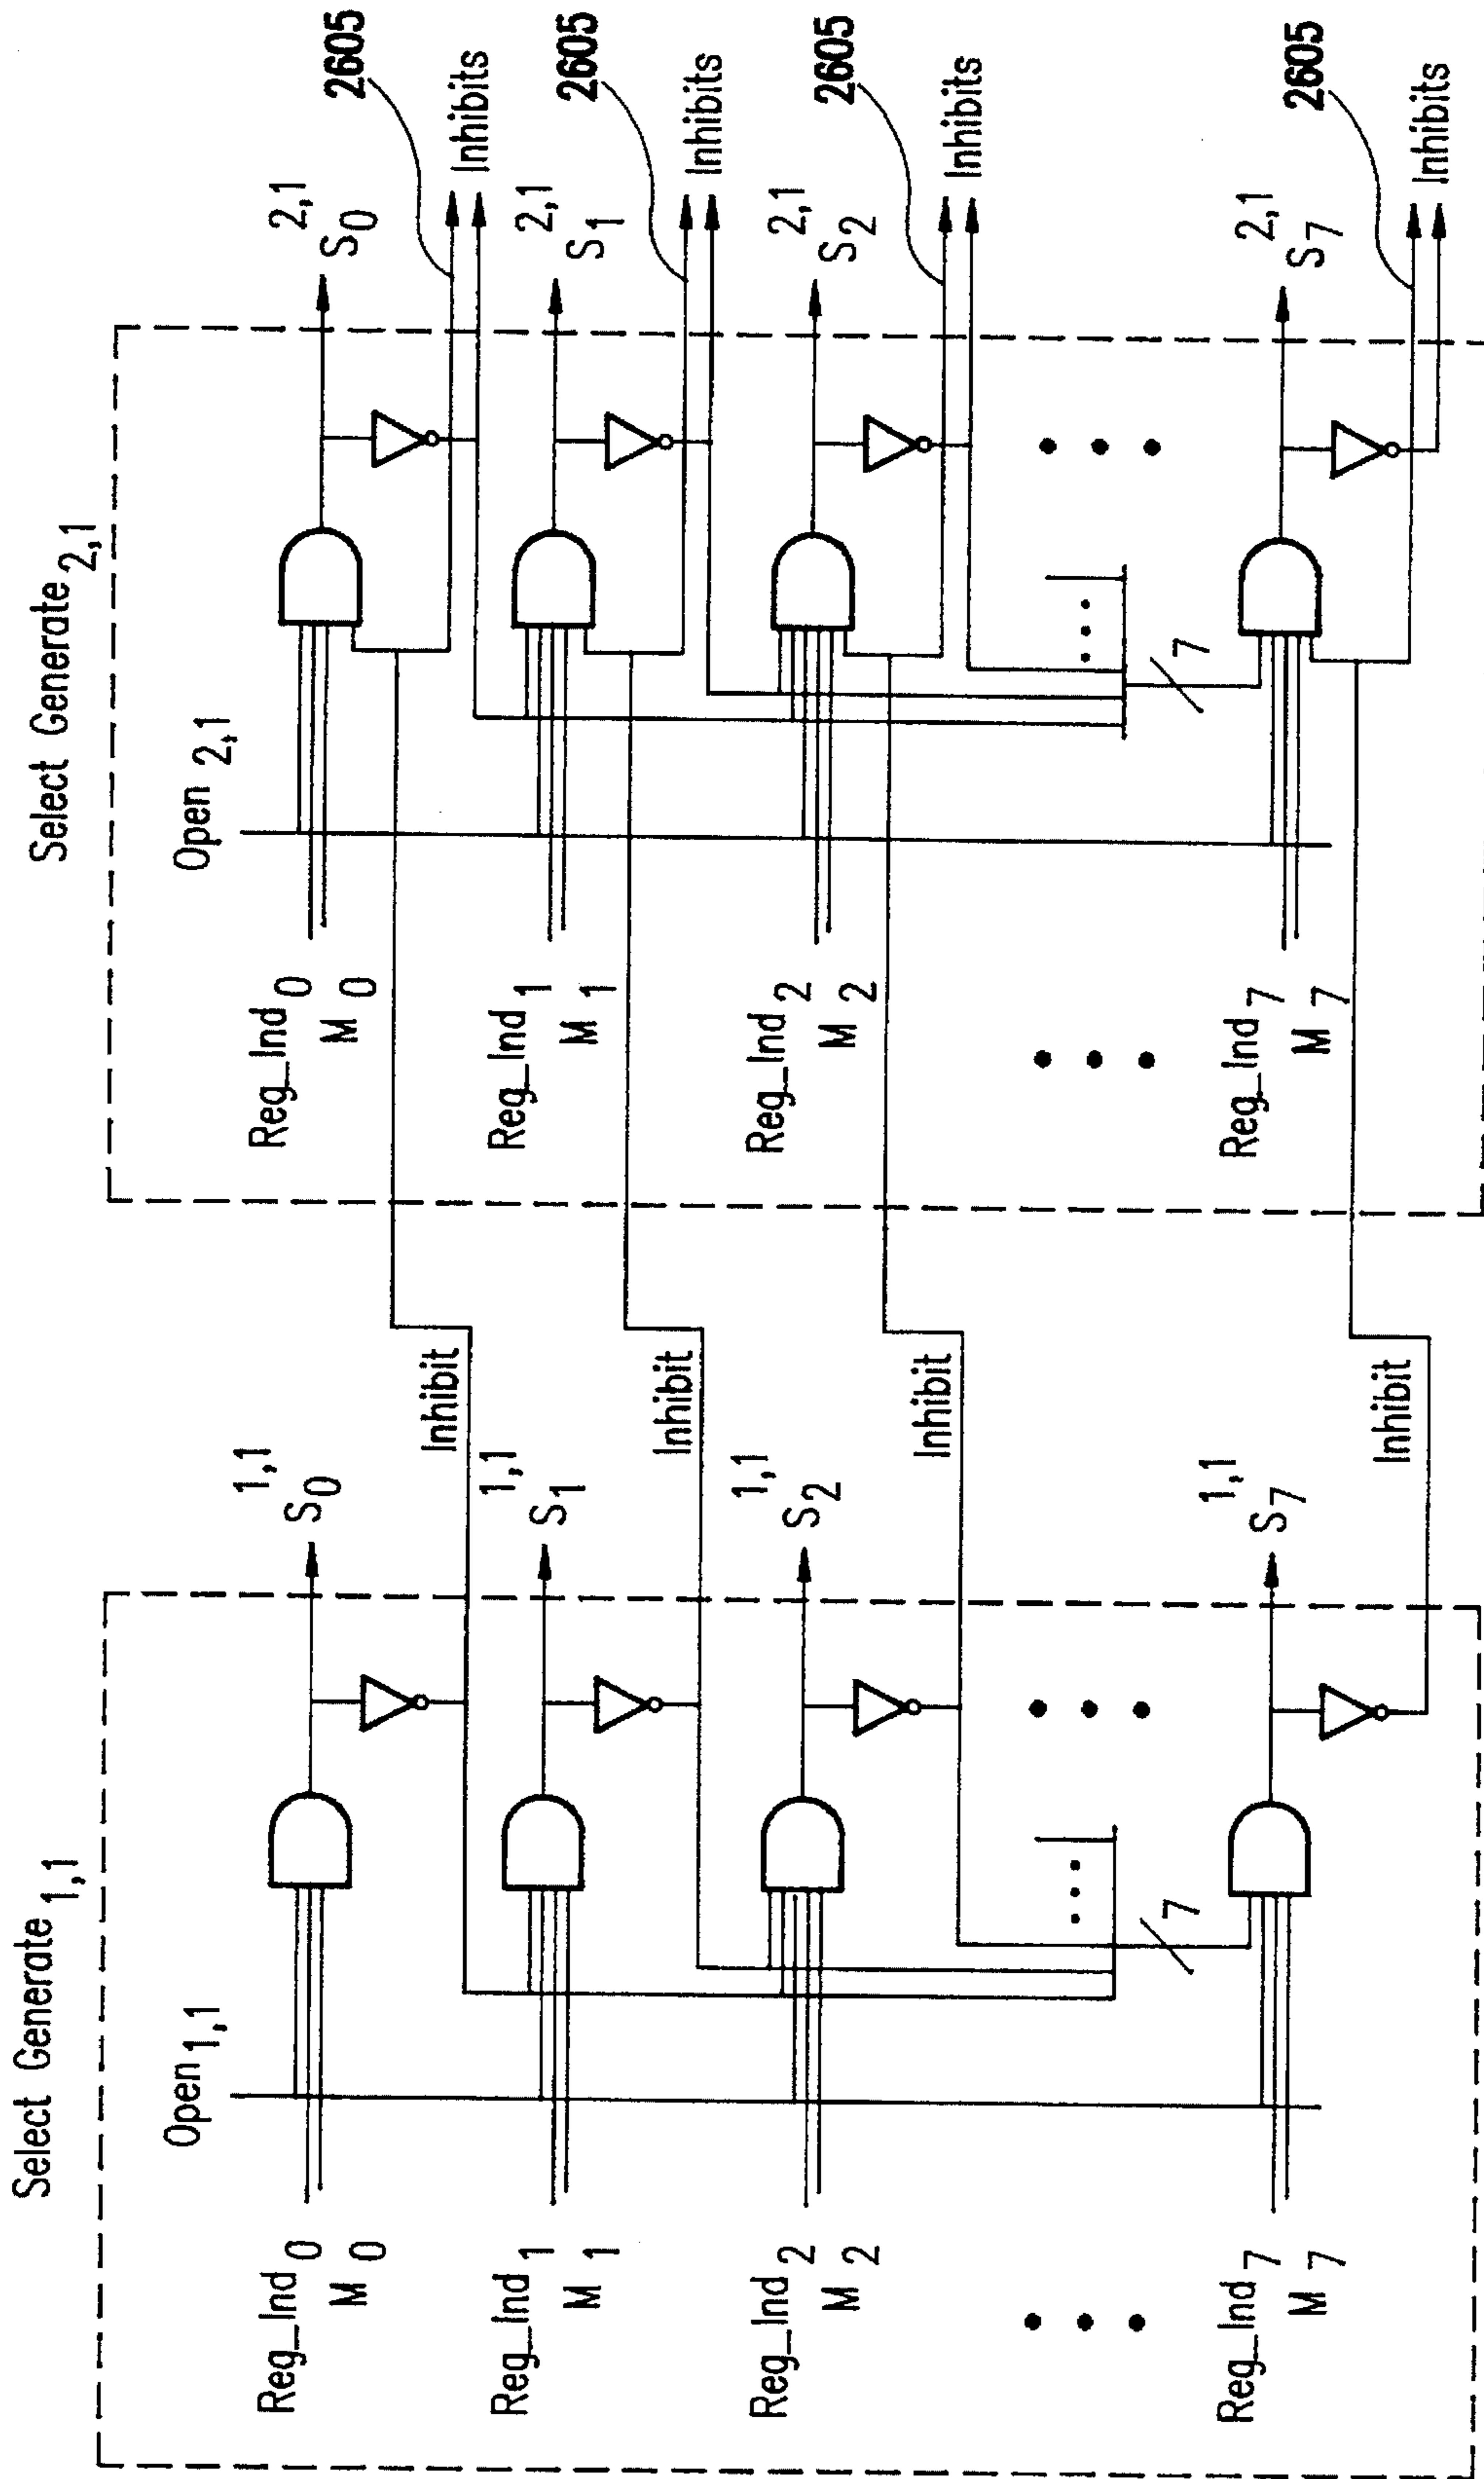 Select Generate 1,1
Open 1,1
Reg_Ind 0
M 0
1,1
S 0
Inhibit
Reg_Ind 1
M 1
1,1
S 1
Inhibit
Reg_Ind 2
M 2
1,1
S 2
Inhibit
7
Reg_Ind 7
M 7
1,1
S 7
Inhibit
Select Generate 2,1
Open 2,1
Reg_Ind 0
M 0
2,1
S 0
2605
Inhibits
Reg_Ind 1
M 1
2,1
S 1
2605
Inhibits
Reg_Ind 2
M 2
2,1
S 2
2605
Inhibits
7
Reg_Ind 7
M 7
2,1
S 7
2605
Inhibits